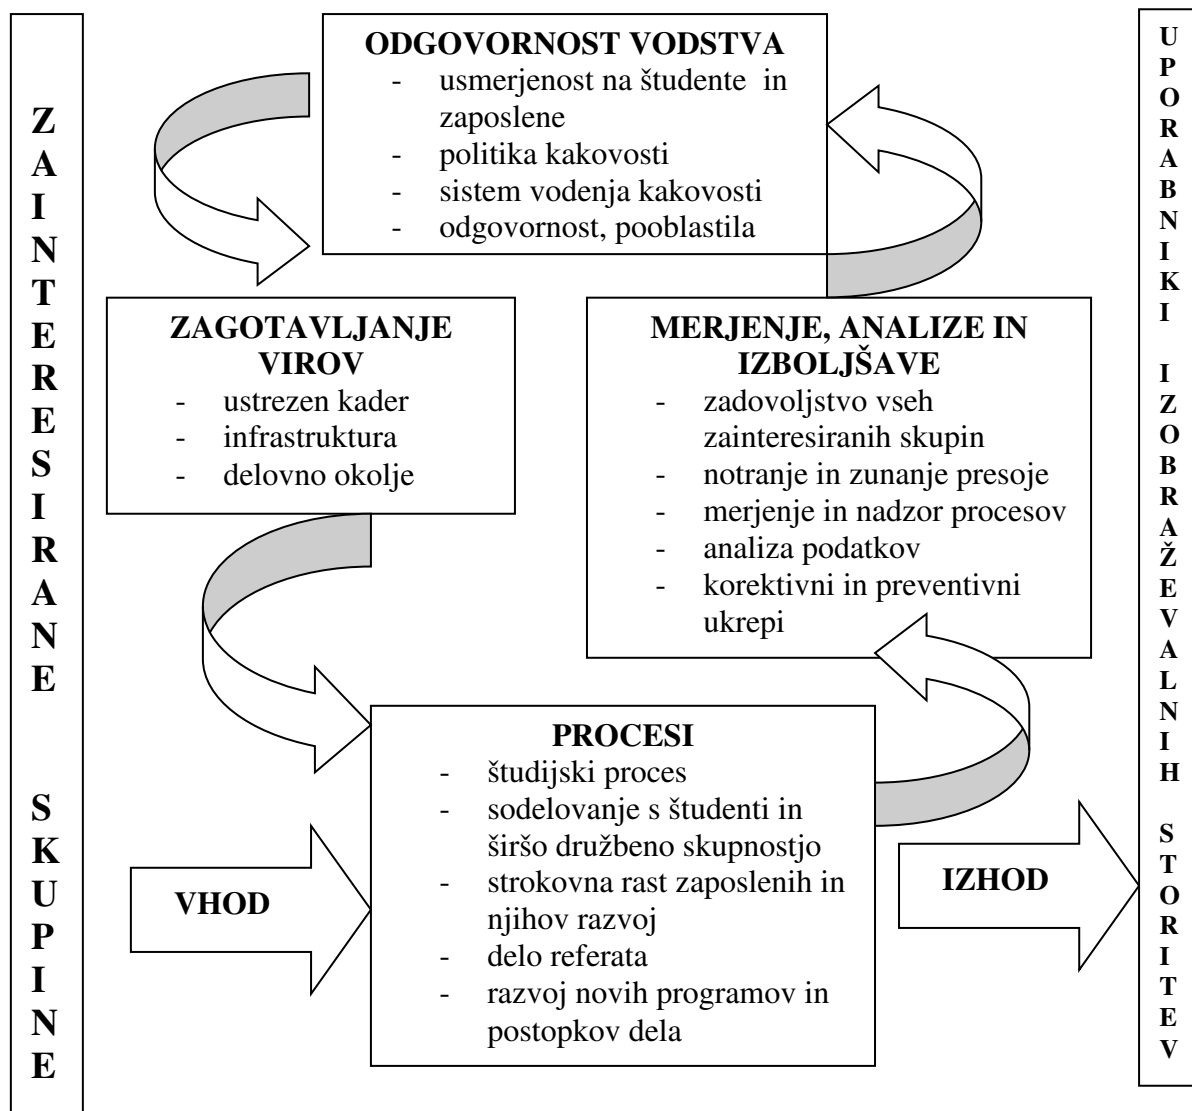 ZAINTERESIRANE SKUPINE
ODGOVORNOST VODSTVA
- usmerjenost na študente in
zaposlene
- politika kakovosti
- sistem vodenja kakovosti
- odgovornost, pooblastila
ZAGOTAVLJANJE
VIROV
- ustrezen kader
- infrastruktura
- delovno okolje
MERJENJE, ANALIZE IN
IZBOLJŠAVE
- zadovoljstvo vseh
zainteresiranih skupin
- notranje in zunanje presoje
- merjenje in nadzor procesov
- analiza podatkov
- korektivni in preventivni
ukrepi
PROCESI
- študijski proces
- sodelovanje s študenti in
širšo družbeno skupnostjo
- strokovna rast zaposlenih in
njihov razvoj
- delo referata
- razvoj novih programov in
postopkov dela
VHOD
IZHOD
UPORABNIKI IZOBRAŽEVALNIH STORITEV